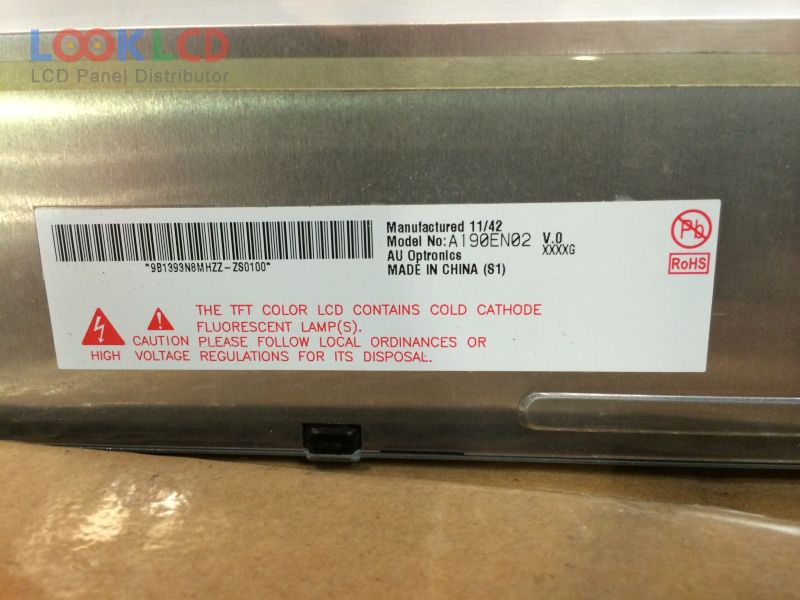 LOOKLCD
LCD Panel Distributor
Manufactured 11/42
Model No: A190EN02 V.0
XXXXG
AU Optronics
MADE IN CHINA (S1)
*9B1393N8MHZZ-ZS0100*
Pb
RoHS
THE TFT COLOR LCD CONTAINS COLD CATHODE
FLUORESCENT LAMP(S).
CAUTION PLEASE FOLLOW LOCAL ORDINANCES OR
HIGH VOLTAGE REGULATIONS FOR ITS DISPOSAL.